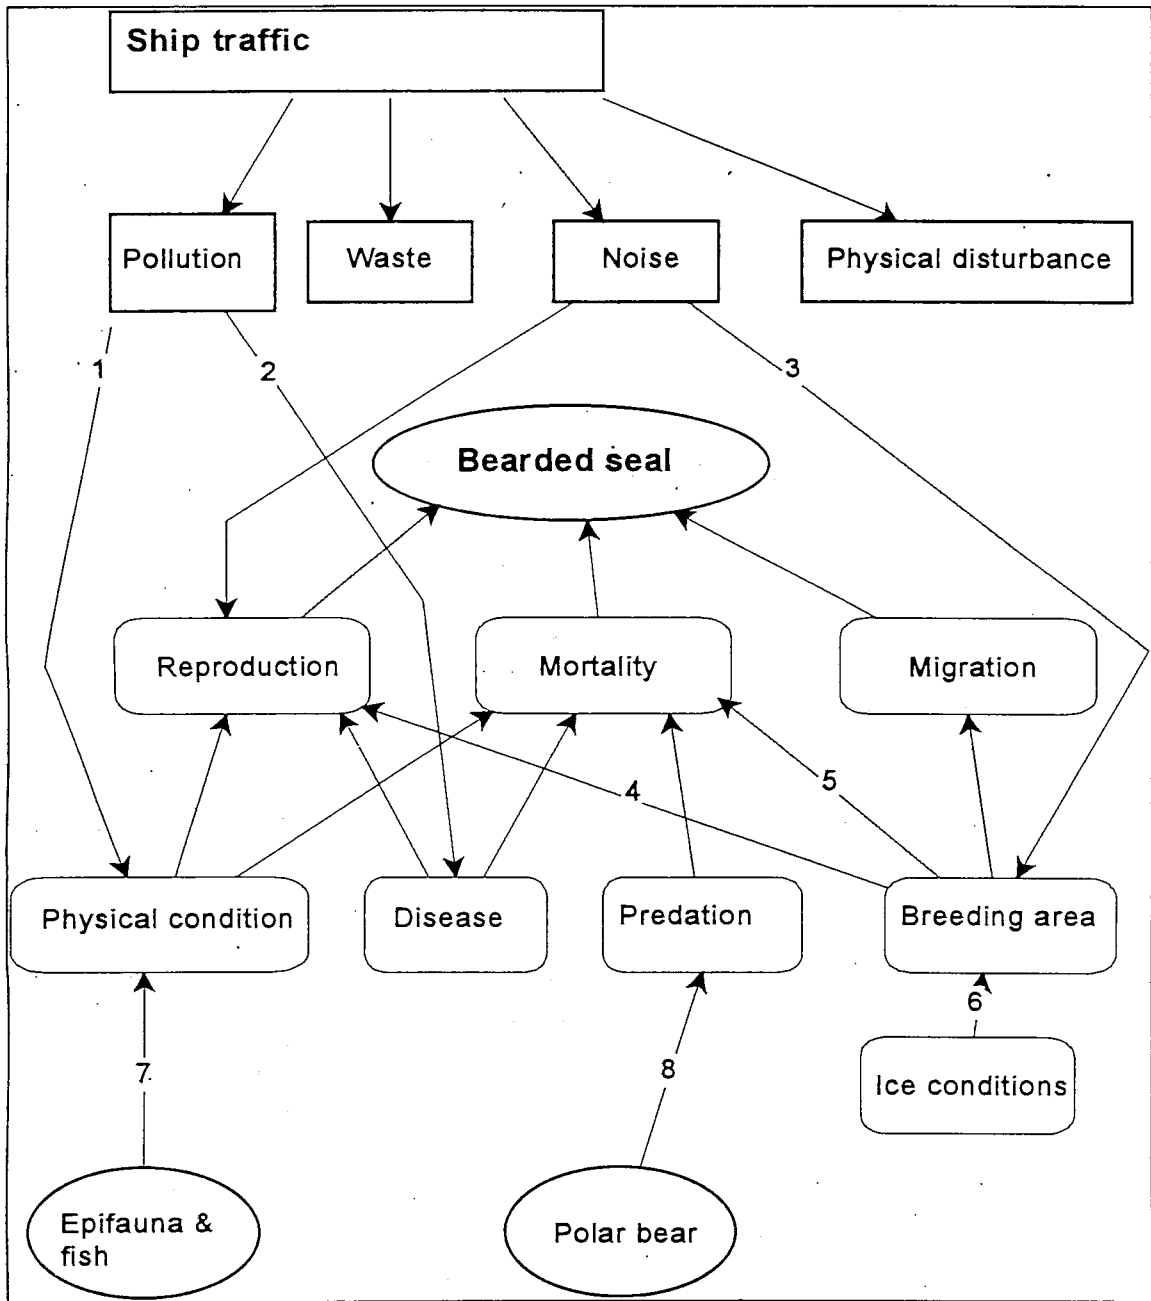 Ship traffic
Pollution
Waste
Noise
Physical disturbance
1
2
3
Bearded seal
Reproduction
Mortality
Migration
4
5
Physical condition
Disease
Predation
Breeding area
6
7
8
Ice conditions
Epifauna &
fish
Polar bear